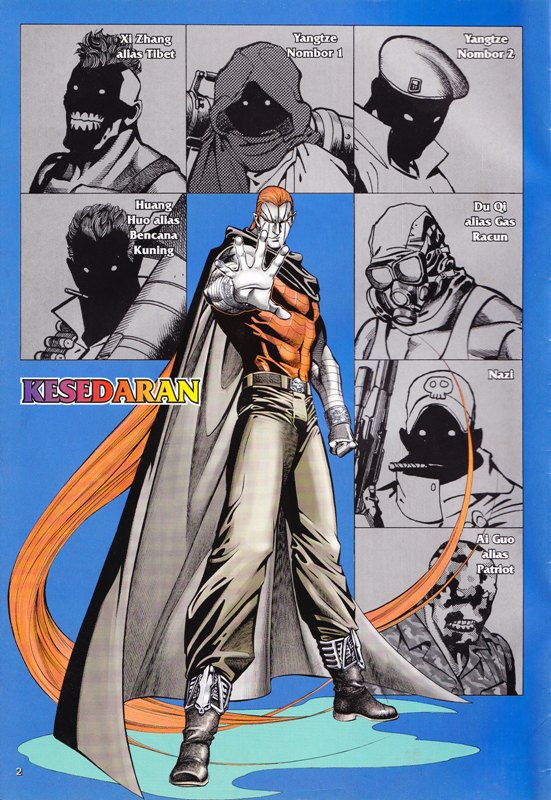 Xi Zhang
alias Tibet
Yangtze
Nombor 1
Yangtze
Nombor 2
Huang
Huo alias
Bencana
Kuning
Du Qi
alias Gas
Racun
KESEDARAN
Nazi
Ai Guo
alias
Patriot
2